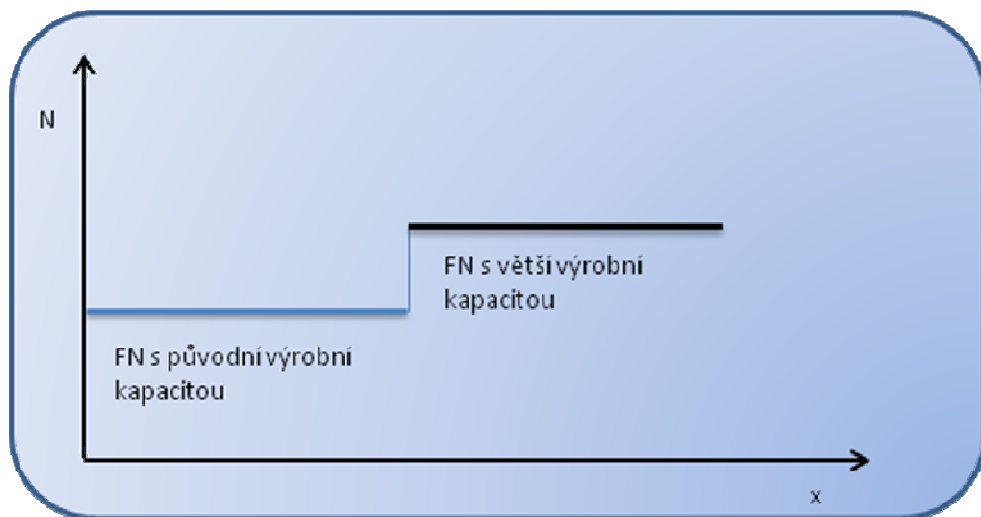 N
FN s větší výrobní
kapacitou
FN s původní výrobní
kapacitou
x